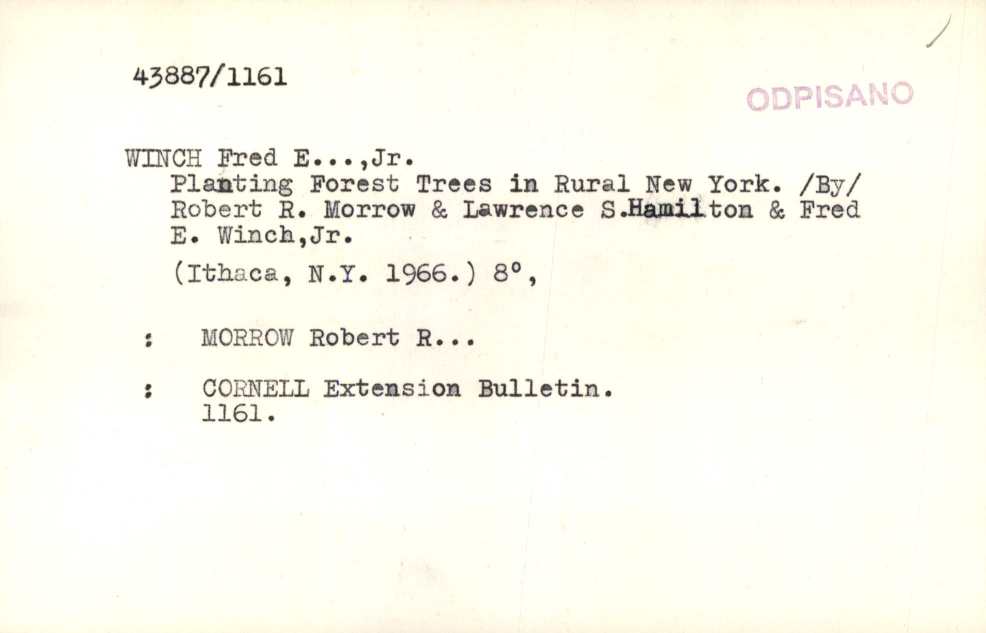 43887/1161
ODPISANO
WINCH Fred E...,Jr.
Planting Forest Trees in Rural New York. /By/
Robert R. Morrow & Lawrence S.Hamilton & Fred
E. Winch,Jr.
(Ithaca, N.Y. 1966.) 8°,
: MORROW Robert R...
: CORNELL Extension Bulletin.
1161.